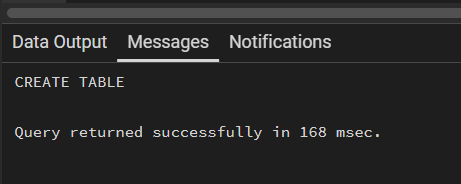 Data Output Messages Notifications
CREATE TABLE
Query returned successfully in 168 msec.